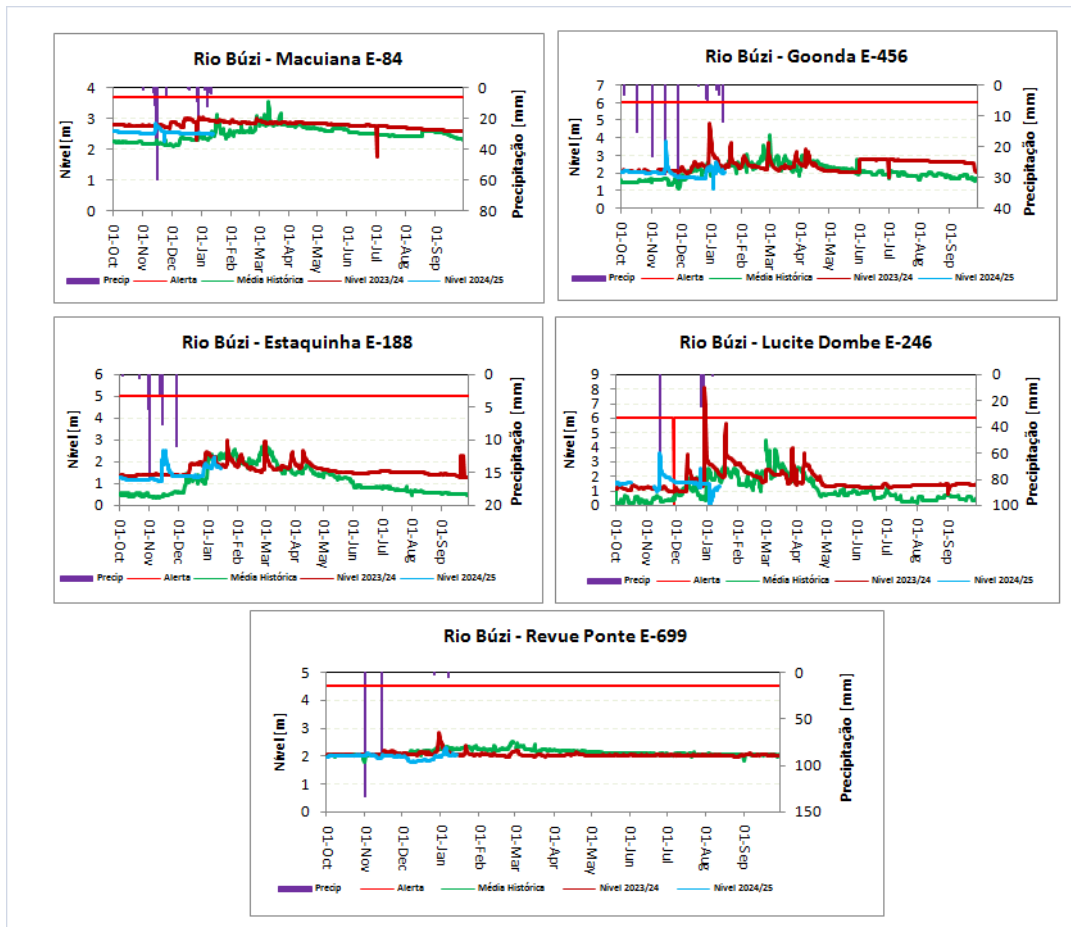 Rio Búzi - Macuiana E-84
Nível [m]
4
3
2
1
0
Precipitação [mm]
0
20
40
60
80
01-Oct
01-Nov
01-Dec
01-Jan
01-Feb
01-Mar
01-Apr
01-May
01-Jun
01-Jul
01-Aug
01-Sep
Precip Alerta Média Histórica Nivel 2023/24 Nivel 2024/25
Rio Búzi - Goonda E-456
Nível [m]
7
6
5
4
3
2
1
0
Precipitação [mm]
0
10
20
30
40
01-Oct
01-Nov
01-Dec
01-Jan
01-Feb
01-Mar
01-Apr
01-May
01-Jun
01-Jul
01-Aug
01-Sep
Precip Alerta Média Histórica Nivel 2023/24 Nivel 2024/25
Rio Búzi - Estaquinha E-188
Nível [m]
6
5
4
3
2
1
0
Precipitação [mm]
0
5
10
15
20
01-Oct
01-Nov
01-Dec
01-Jan
01-Feb
01-Mar
01-Apr
01-May
01-Jun
01-Jul
01-Aug
01-Sep
Precip Alerta Média Histórica Nivel 2023/24 Nivel 2024/25
Rio Búzi - Lucite Dombe E-246
Nível [m]
9
8
7
6
5
4
3
2
1
0
Precipitação [mm]
0
20
40
60
80
100
01-Oct
01-Nov
01-Dec
01-Jan
01-Feb
01-Mar
01-Apr
01-May
01-Jun
01-Jul
01-Aug
01-Sep
Precip Alerta Média Histórica Nivel 2023/24 Nivel 2024/25
Rio Búzi - Revue Ponte E-699
Nível [m]
5
4
3
2
1
0
Precipitação [mm]
0
50
100
150
01-Oct
01-Nov
01-Dec
01-Jan
01-Feb
01-Mar
01-Apr
01-May
01-Jun
01-Jul
01-Aug
01-Sep
Precip Alerta Média Histórica Nivel 2023/24 Nivel 2024/25